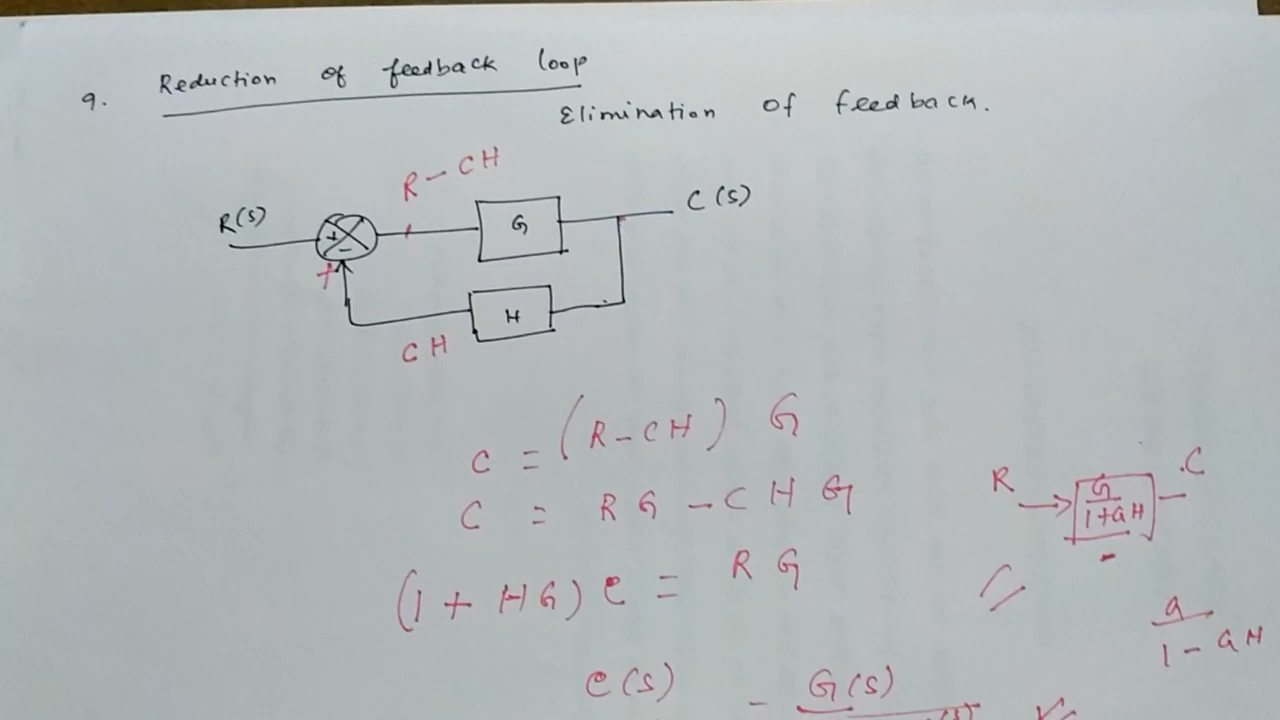 9. Reduction of feedback loop
Elimination of feedback.
R - CH
R(s)
+
-
+
G
C(s)
H
CH
C = (R - CH) G
C = RG - CHG
(1 + HG) C = RG
R
G
1+GH
C
-
G
1 - GH
C(s)
G(s)
(s)